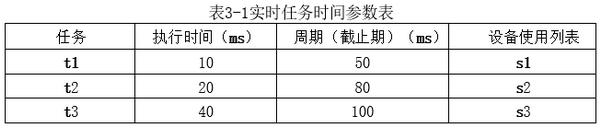 表3-1实时任务时间参数表
任务 执行时间（ms） 周期（截止期）（ms） 设备使用列表
t1 10 50 s1
t2 20 80 s2
t3 40 100 s3